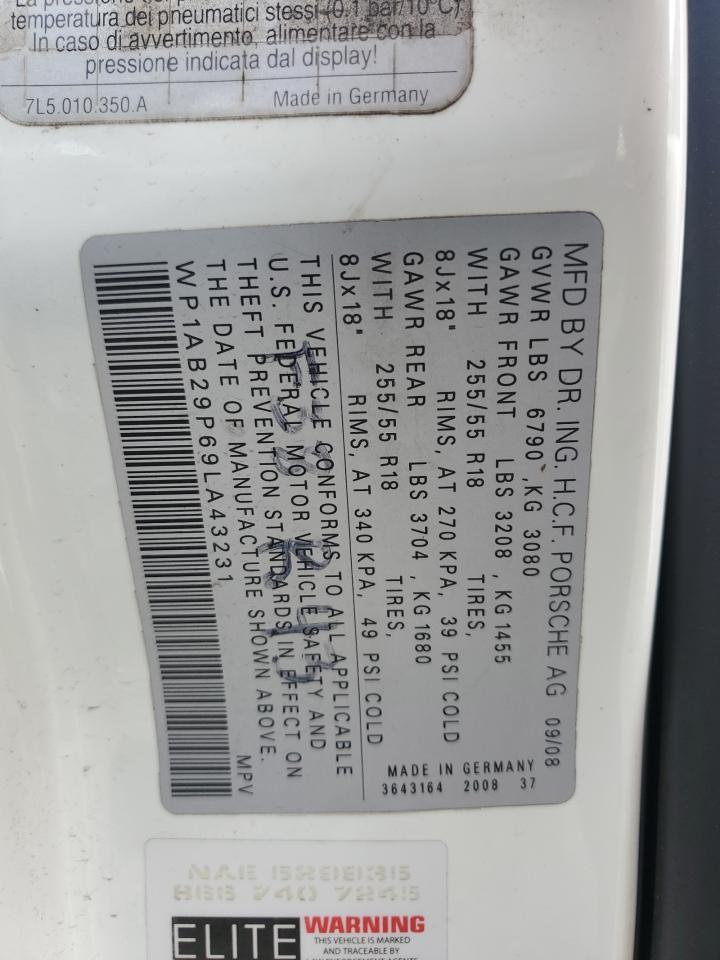 temperatura dei pneumatici stessi (0.1 bar/10°C).
In caso di avvertimento, alimentare con la
pressione indicata dal display!
7L5.010.350.A Made in Germany
MFD BY DR. ING. H.C.F. PORSCHE AG 09/08
GVWR LBS 6790 ,KG 3080
GAWR FRONT LBS 3208 , KG 1455
WITH 255/55 R18 TIRES,
8Jx18" RIMS, AT 270 KPA, 39 PSI COLD
GAWR REAR LBS 3704 , KG 1680
WITH 255/55 R18 TIRES,
8Jx18" RIMS, AT 340 KPA, 49 PSI COLD
THIS VEHICLE CONFORMS TO ALL APPLICABLE
U.S. FEDERAL MOTOR VEHICLE SAFETY AND
THEFT PREVENTION STANDARDS IN EFFECT ON
THE DATE OF MANUFACTURE SHOWN ABOVE.
WP1AB29P69LA43231 MPV
MADE IN GERMANY
3643164 2008 37
866 740 7245
ELITE
WARNING
THIS VEHICLE IS MARKED
AND TRACEABLE BY